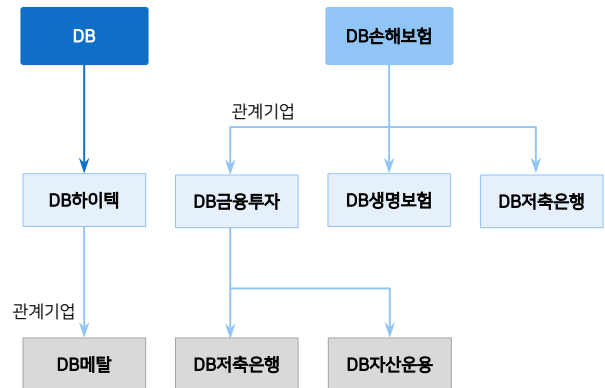 DB
DB손해보험
관계기업
DB하이텍
DB금융투자
DB생명보험
DB저축은행
관계기업
DB메탈
DB저축은행
DB자산운용